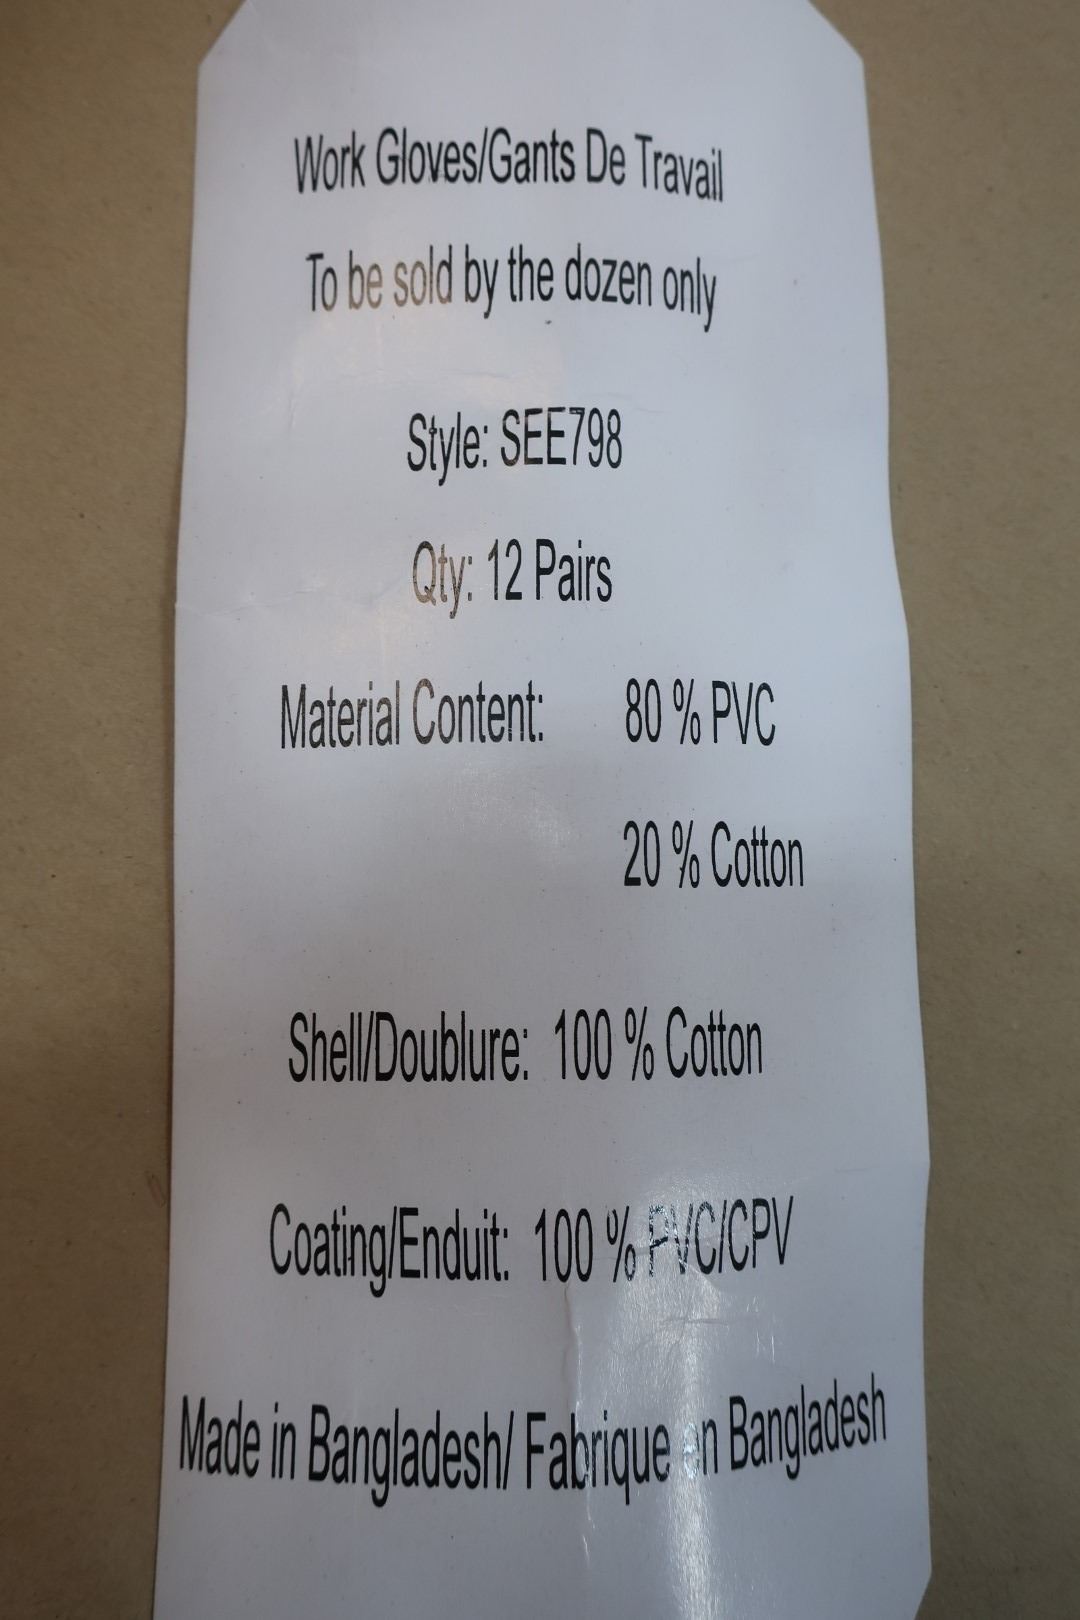 Work Gloves/Gants De Travail
To be sold by the dozen only
Style: SEE798
Qty: 12 Pairs
Material Content: 80 % PVC
20 % Cotton
Shell/Doublure: 100 % Cotton
Coating/Enduit: 100 % PVC/CPV
Made in Bangladesh/ Fabrique en Bangladesh